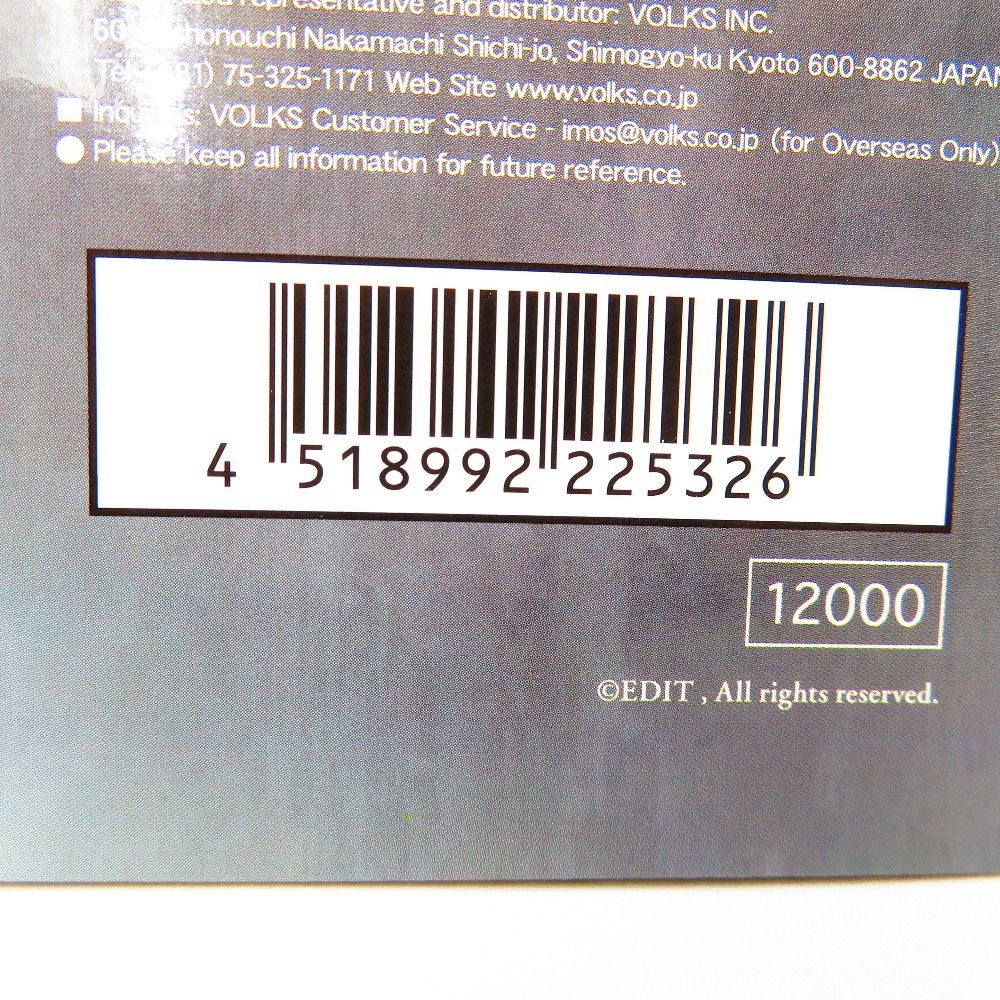 representative and distributor: VOLKS INC.
Nakamachi Shichi-jo, Shimogyo-ku Kyoto 600-8862 JAPAN
75-325-1171 Web Site www.volks.co.jp
■ VOLKS Customer Service - imos@volks.co.jp (for Overseas Only)
● Please keep all information for future reference.
4 518992 225326
12000
©EDIT , All rights reserved.